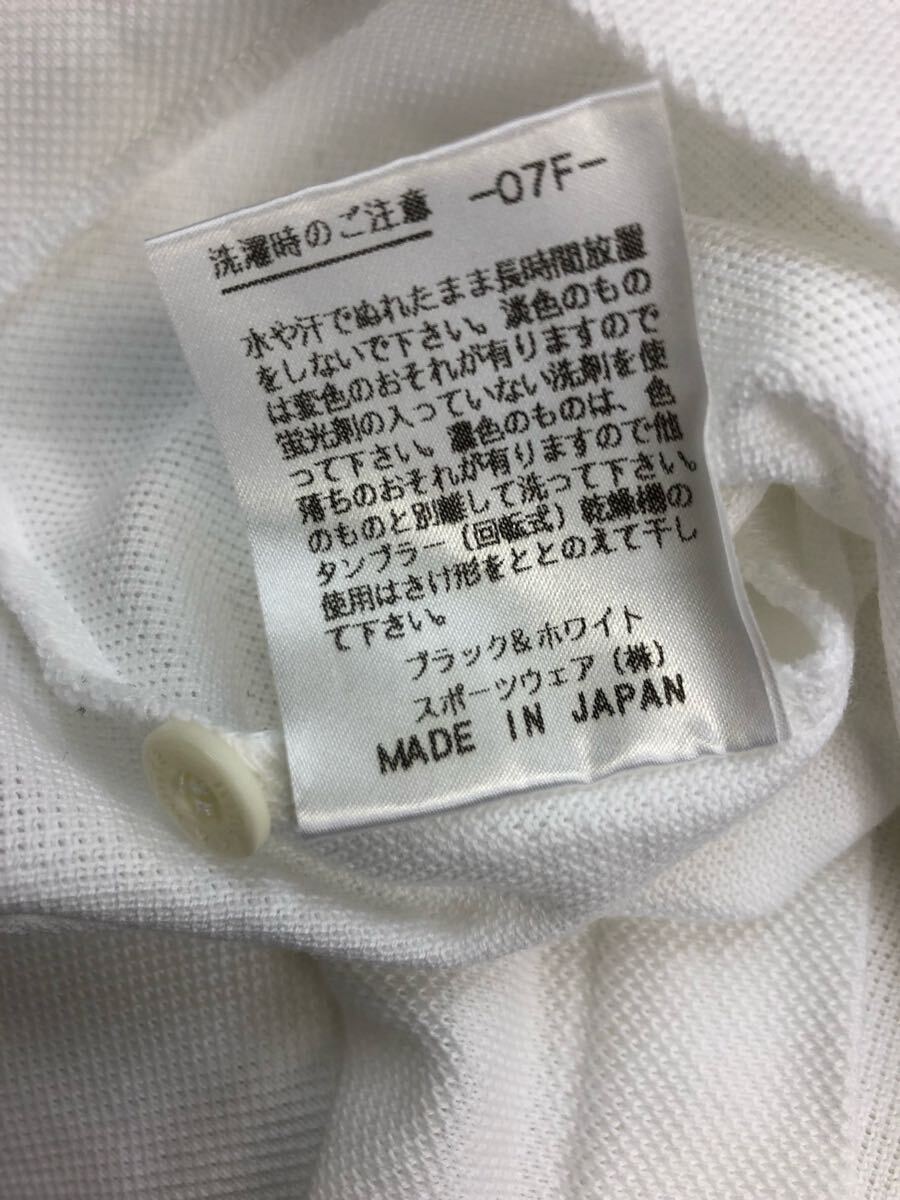 洗濯時のご注意 -07F-
水や汗でぬれたまま長時間放置
をしないで下さい。淡色のもの
は変色のおそれが有りますので
蛍光剤の入っていない洗剤を使
って下さい。濃色のものは、色
落ちのおそれが有りますので他
のものと別離して洗って下さい。
タンブラー(回転式)乾燥機の
使用はさけ形をととのえて干し
て下さい。
ブラック&ホワイト
スポーツウェア(株)
MADE IN JAPAN